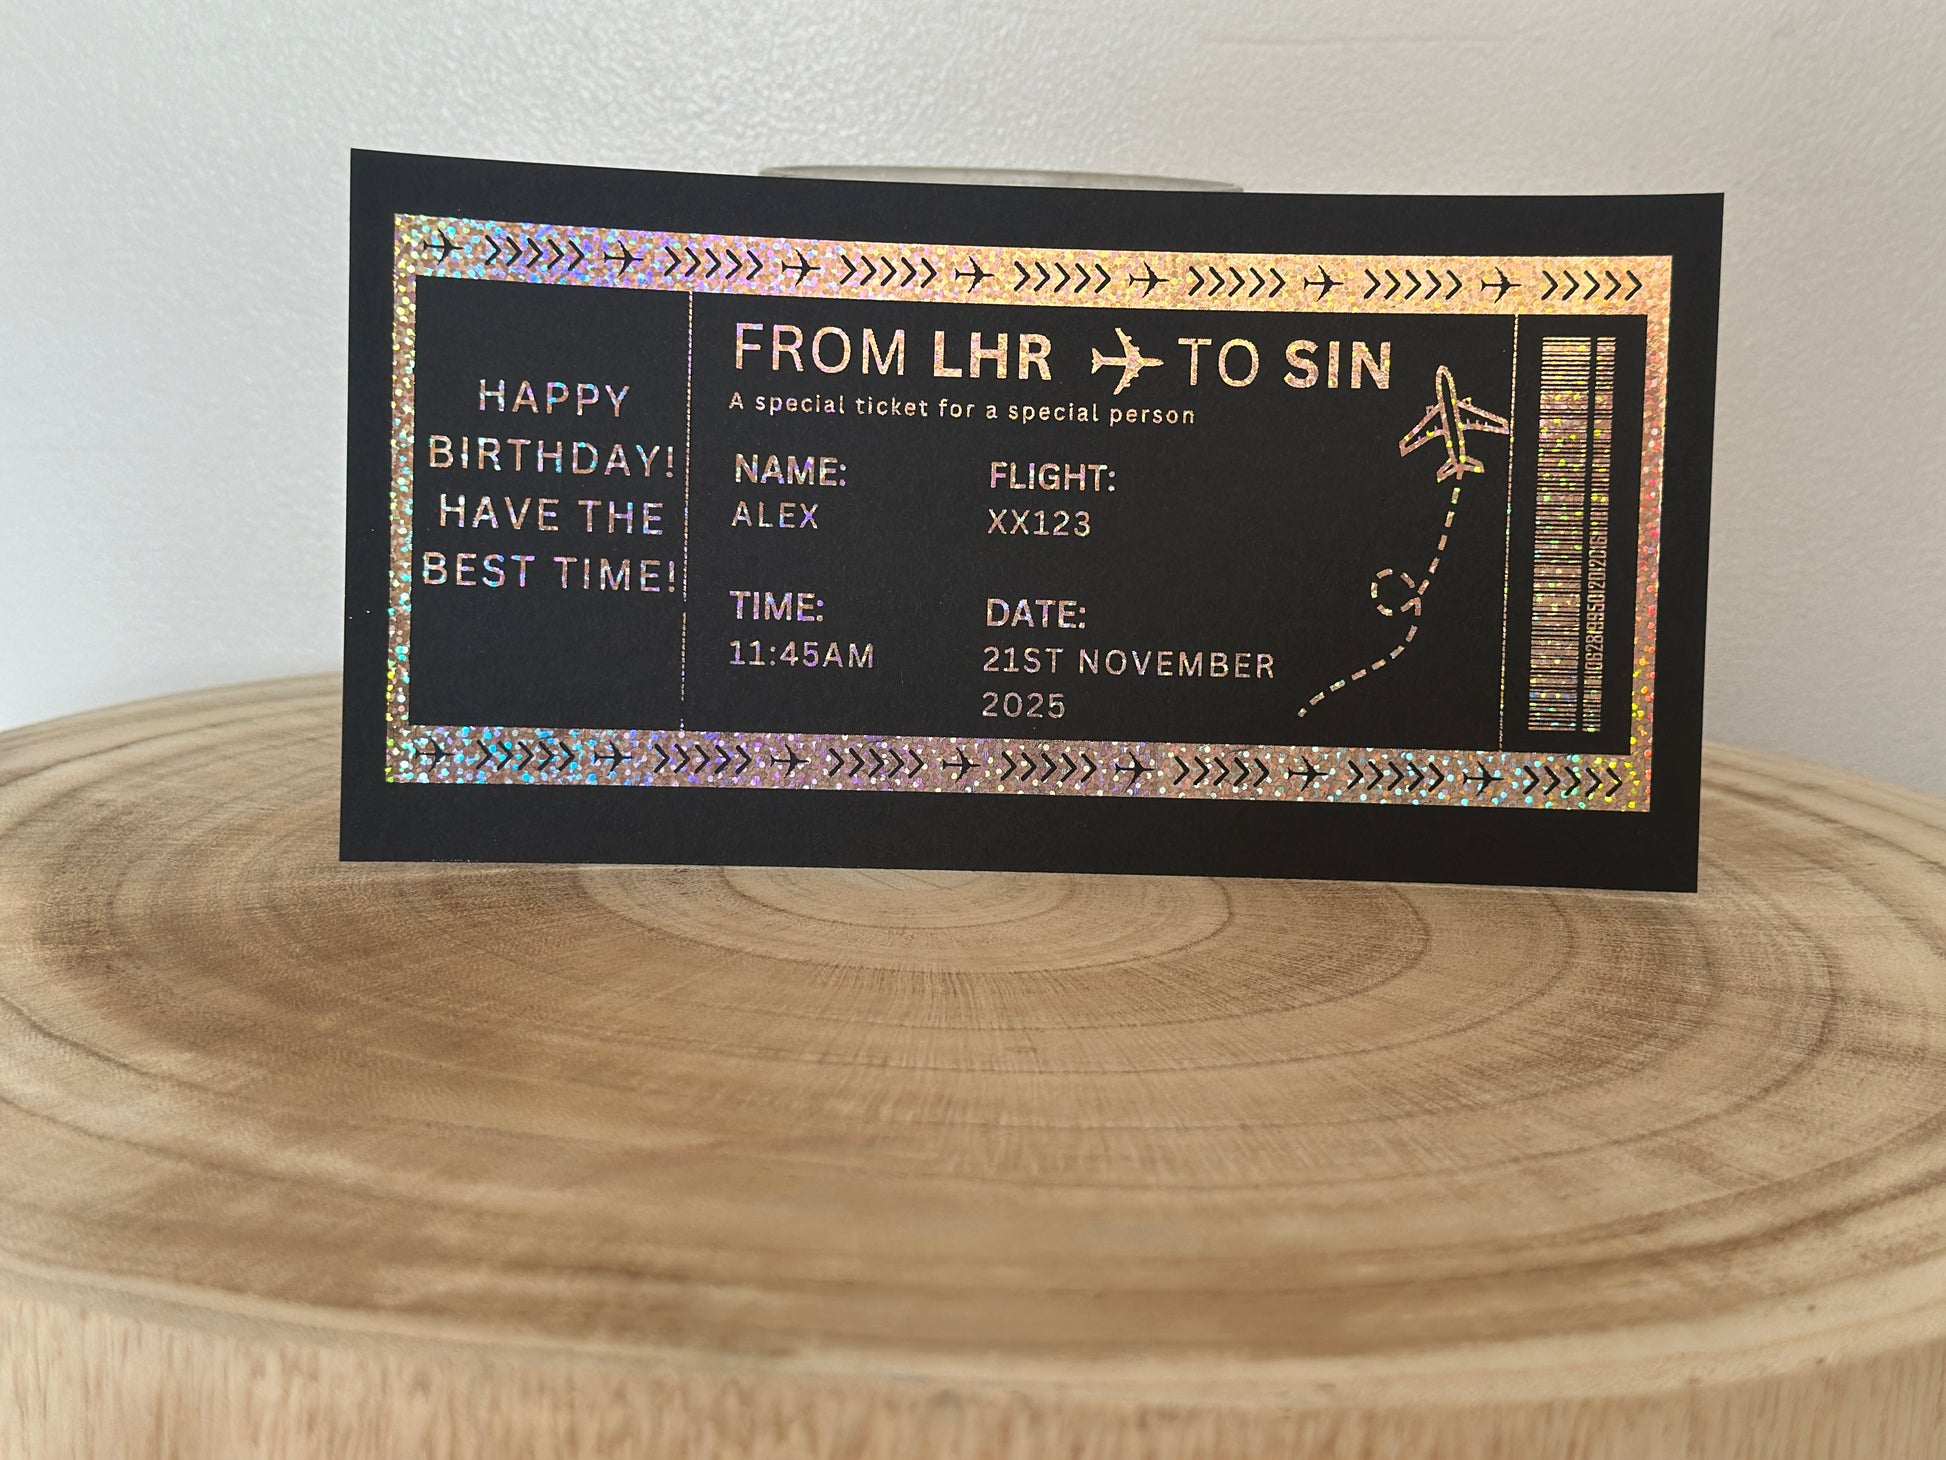 HAPPY
BIRTHDAY!
HAVE THE
BEST TIME!
FROM LHR TO SIN
A special ticket for a special person
NAME:
ALEX
FLIGHT:
XX123
TIME:
11:45AM
DATE:
21ST NOVEMBER
2025